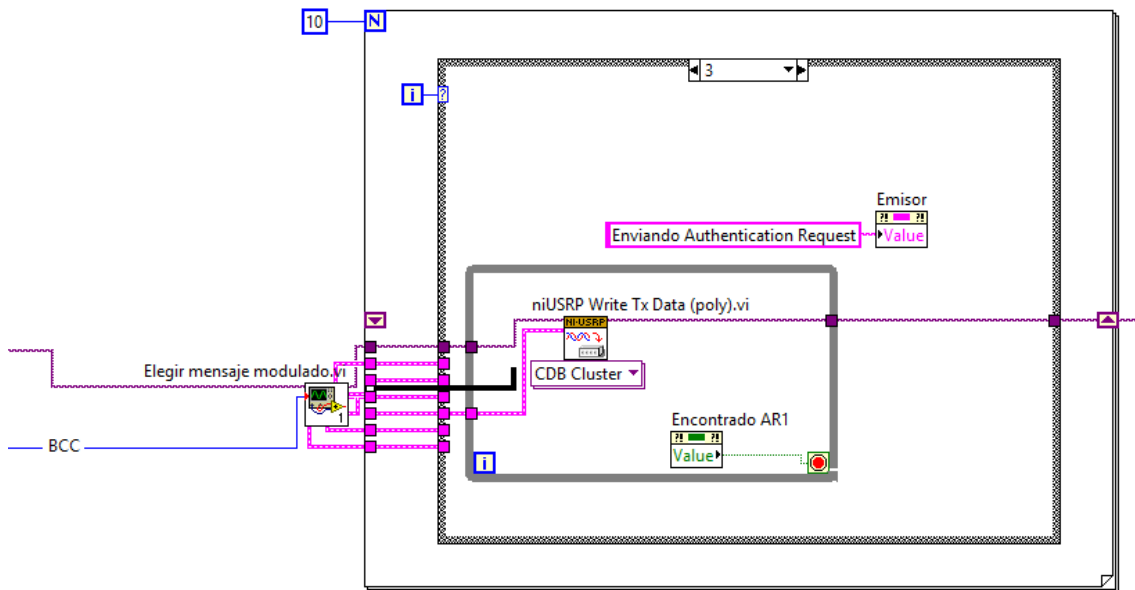 10
N
3
i
?
Emisor
?! ?!
Enviando Authentication Request
Value
niUSRP Write Tx Data (poly).vi
NI-USRP
Elegir mensaje modulado.vi
CDB Cluster
1
Encontrado AR1
?! ?!
BCC
Value
i